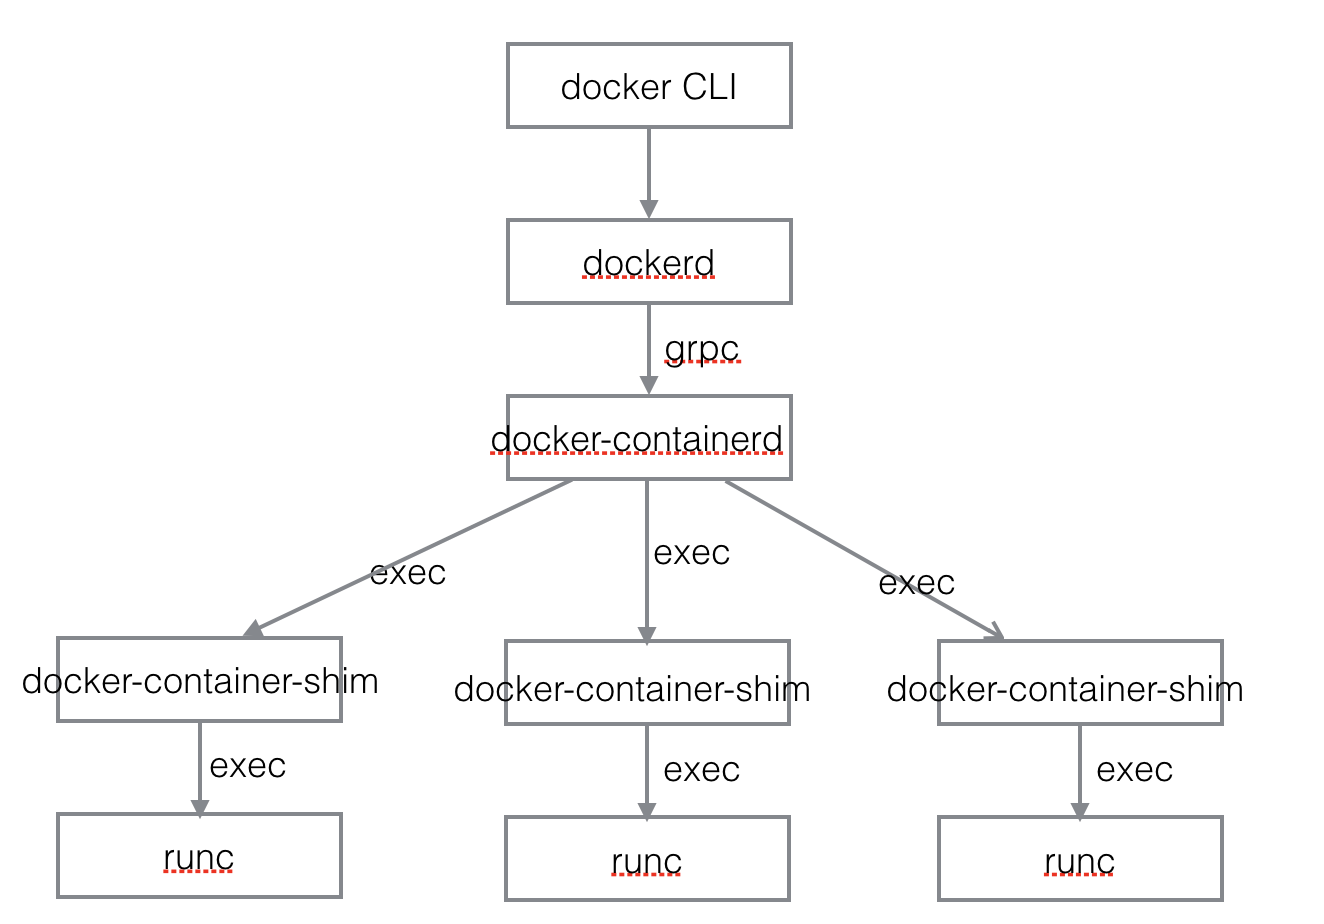 docker CLI
dockerd
grpc
docker-containerd
exec
exec
exec
docker-container-shim
docker-container-shim
docker-container-shim
exec
exec
exec
runc
runc
runc